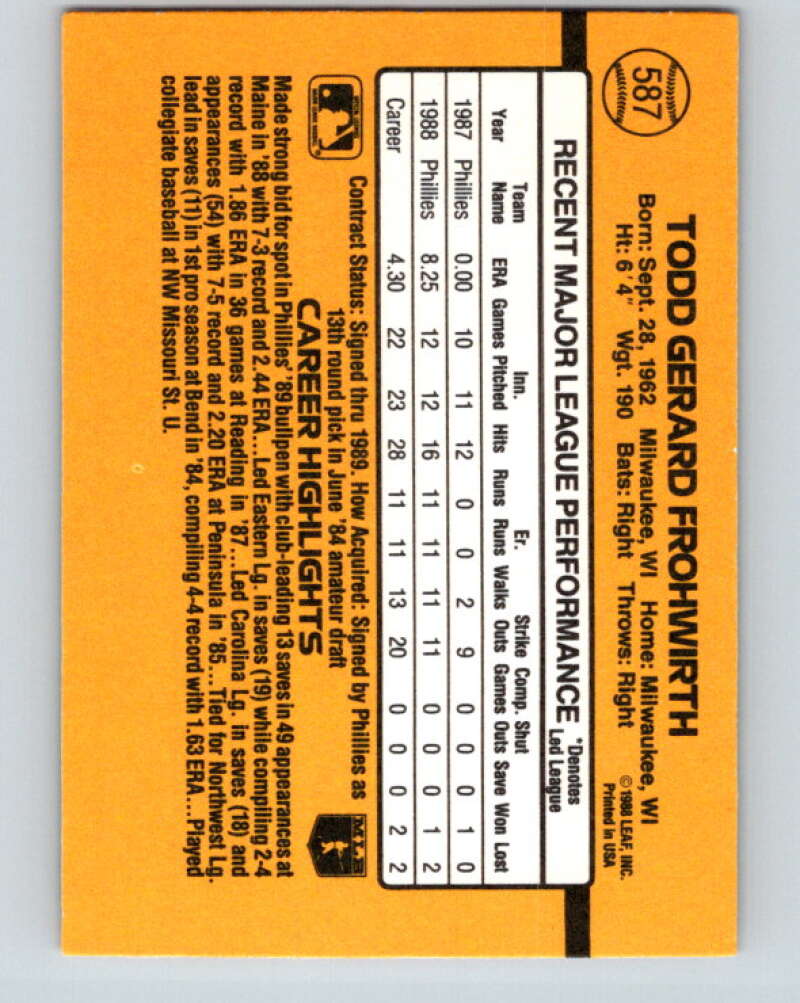 587
TODD GERARD FROHWIRTH
Born: Sept. 28, 1962 Milwaukee, WI Home: Milwaukee, WI
Ht: 6' 4" Wgt. 190 Bats: Right Throws: Right
©1988 LEAF, INC.
Printed in USA
RECENT MAJOR LEAGUE PERFORMANCE
*Denotes
Led League
Team Inn. Er. Strike Comp. Shut
Year Name ERA Games Pitched Hits Runs Runs Walks Outs Games Outs Save Won Lost
1987 Phillies 0.00 10 11 12 0 0 2 9 0 0 0 1 0
1988 Phillies 8.25 12 12 16 11 11 11 11 0 0 0 1 2
Career 4.30 22 23 28 11 11 13 20 0 0 0 2 2
Contract Status: Signed thru 1989. How Acquired: Signed by Phillies as
13th round pick in June '84 amateur draft
MLB
CAREER HIGHLIGHTS
Made strong bid for spot in Phillies' '89 bullpen with club-leading 13 saves in 49 appearances at
Maine in '88 with 7-3 record and 2.44 ERA...Led Eastern Lg. in saves (19) while compiling 2-4
record with 1.86 ERA in 36 games at Reading in '87...Led Carolina Lg. in saves (18) and
appearances (54) with 7-5 record and 2.20 ERA at Peninsula in '85...Tied for Northwest Lg.
lead in saves (11) in 1st pro season at Bend in '84, compiling 4-4 record with 1.63 ERA...Played
collegiate baseball at NW Missouri St. U.